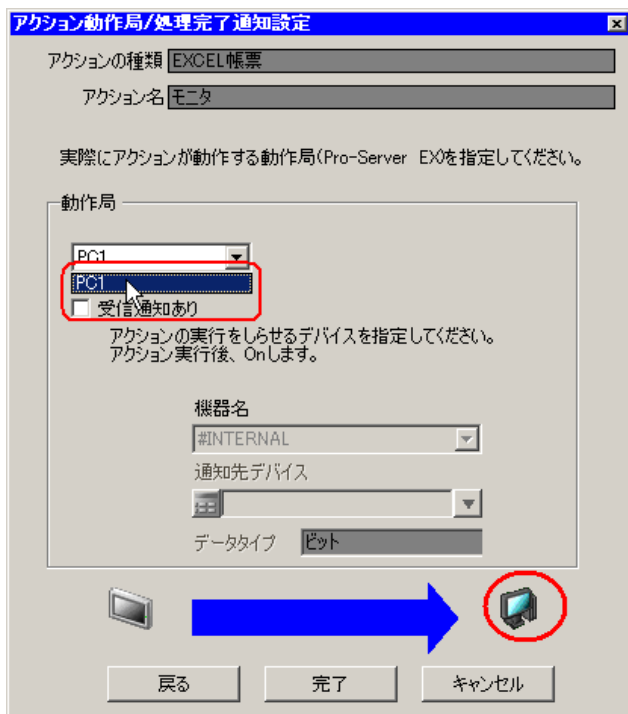 アクション動作局/処理完了通知設定
アクションの種類 EXCEL帳票
アクション名 モニタ
実際にアクションが動作する動作局(Pro-Server EX)を指定してください。
動作局
PC1
PC1
受信通知あり
アクションの実行をしらせるデバイスを指定してください。
アクション実行後、Onします。
機器名
#INTERNAL
通知先デバイス
データタイプ ビット
戻る 完了 キャンセル